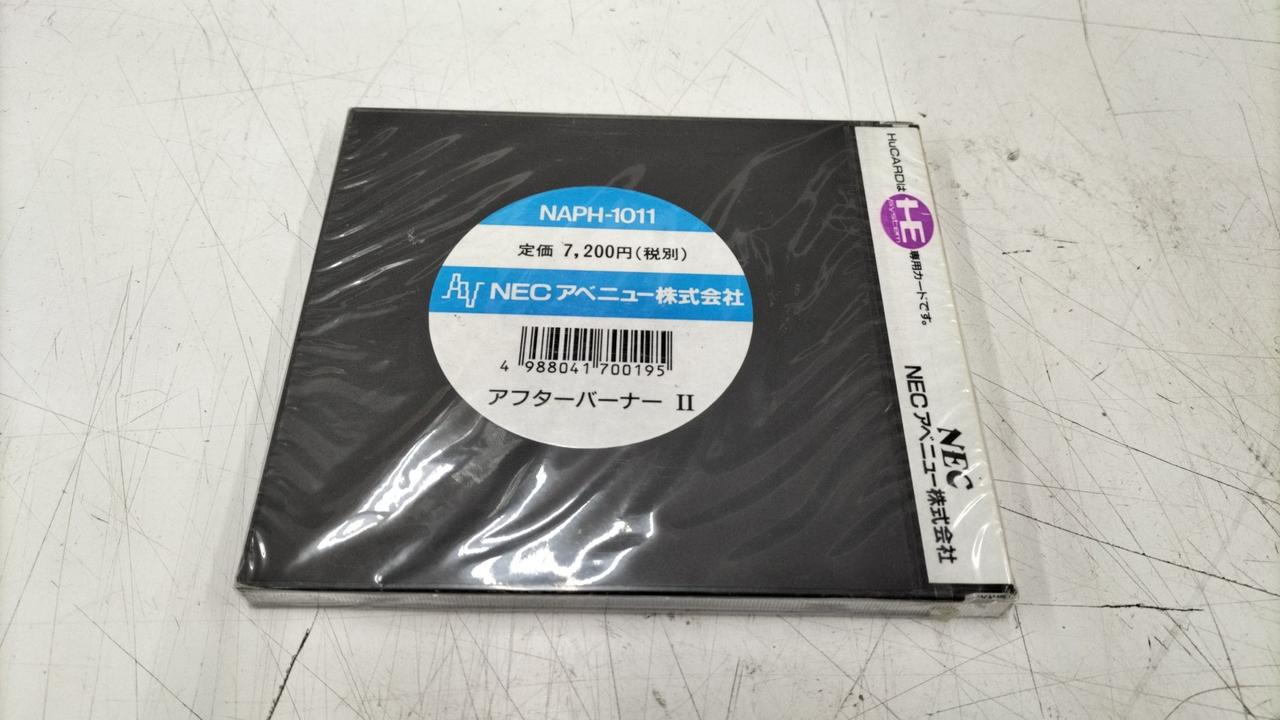 NAPH-1011
定価 7,200円(税別)
NECアベニュー株式会社
4 988041 700195
アフターバーナー II
HuCARDは HE system 専用カードです。
NEC
NECアベニュー株式会社